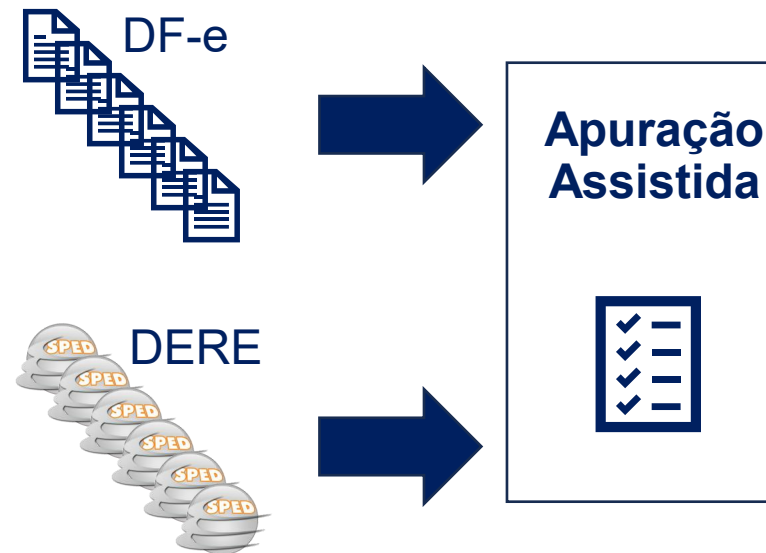 DF-e
Apuração
Assistida
DERE
SPED
SPED
SPED
SPED
SPED
SPED